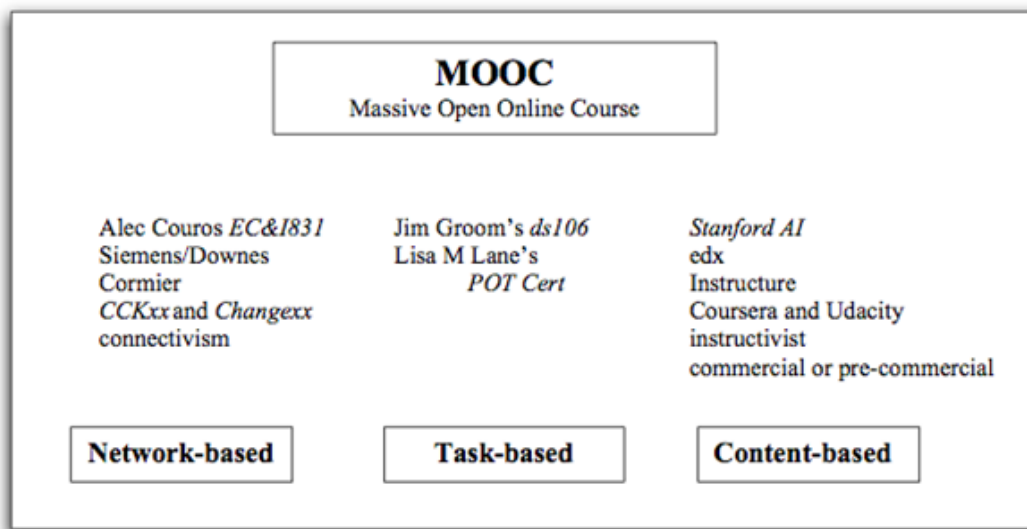 MOOC
Massive Open Online Course
Alec Couros EC&I831
Siemens/Downes
Cormier
CCKxx and Changexx
connectivism
Jim Groom's ds106
Lisa M Lane's
POT Cert
Stanford AI
edx
Instructure
Coursera and Udacity
instructivist
commercial or pre-commercial
Network-based
Task-based
Content-based